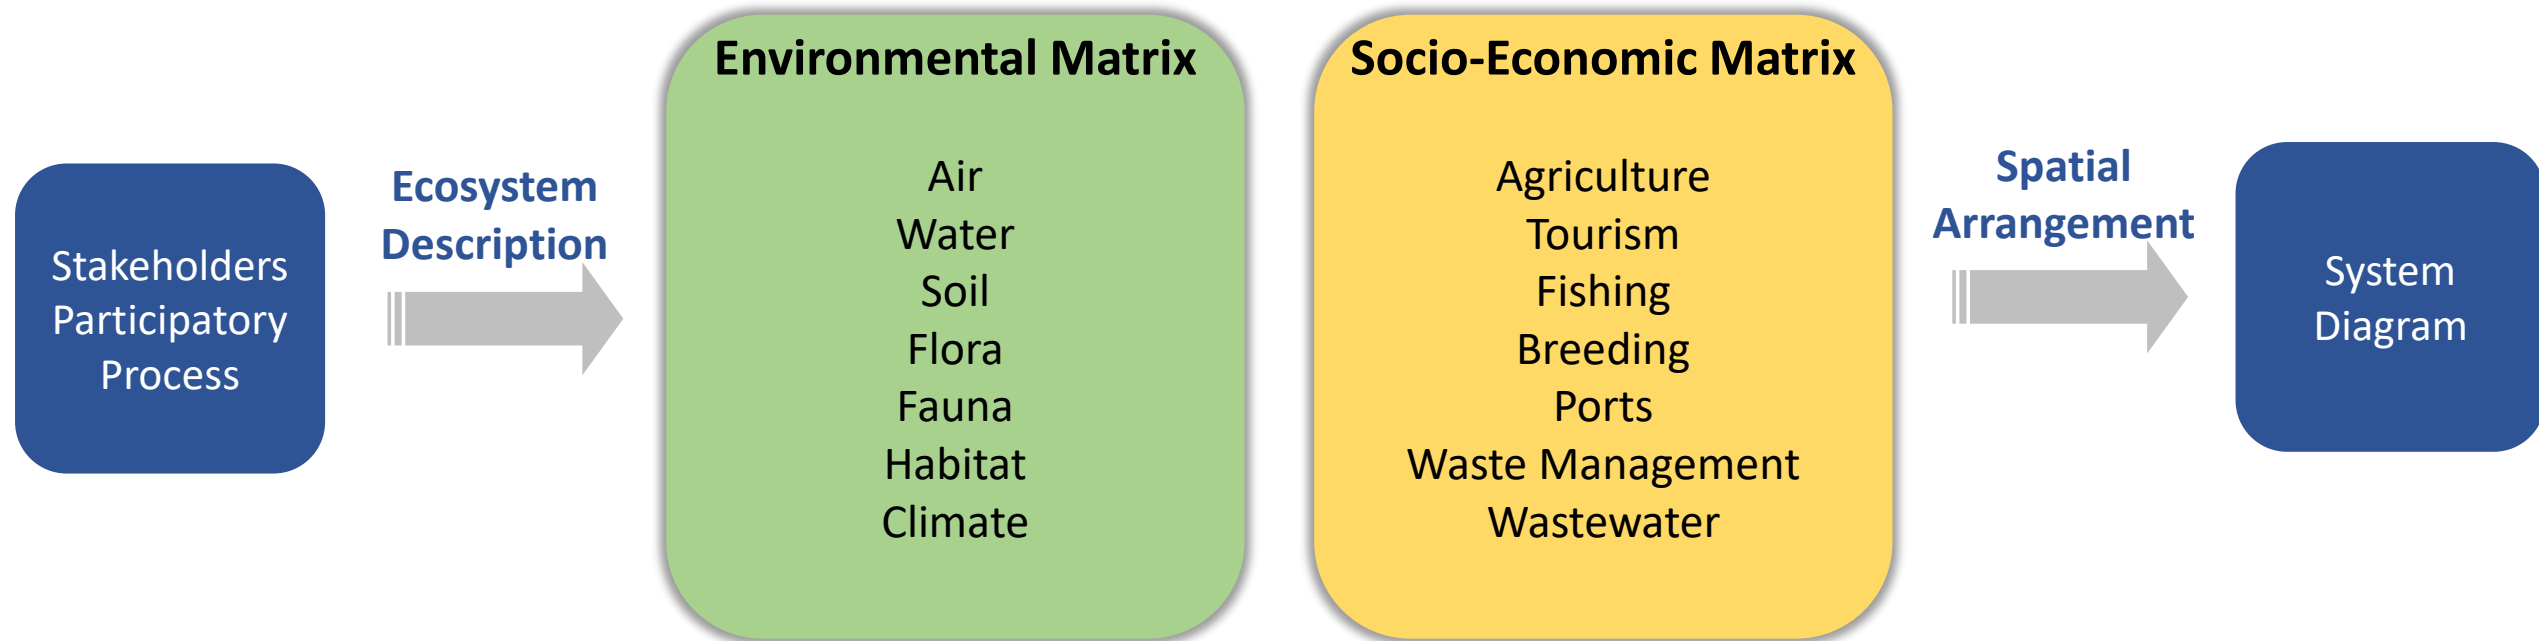 Stakeholders
Participatory
Process
Ecosystem
Description
Environmental Matrix
Air
Water
Soil
Flora
Fauna
Habitat
Climate
Socio-Economic Matrix
Agriculture
Tourism
Fishing
Breeding
Ports
Waste Management
Wastewater
Spatial
Arrangement
System
Diagram